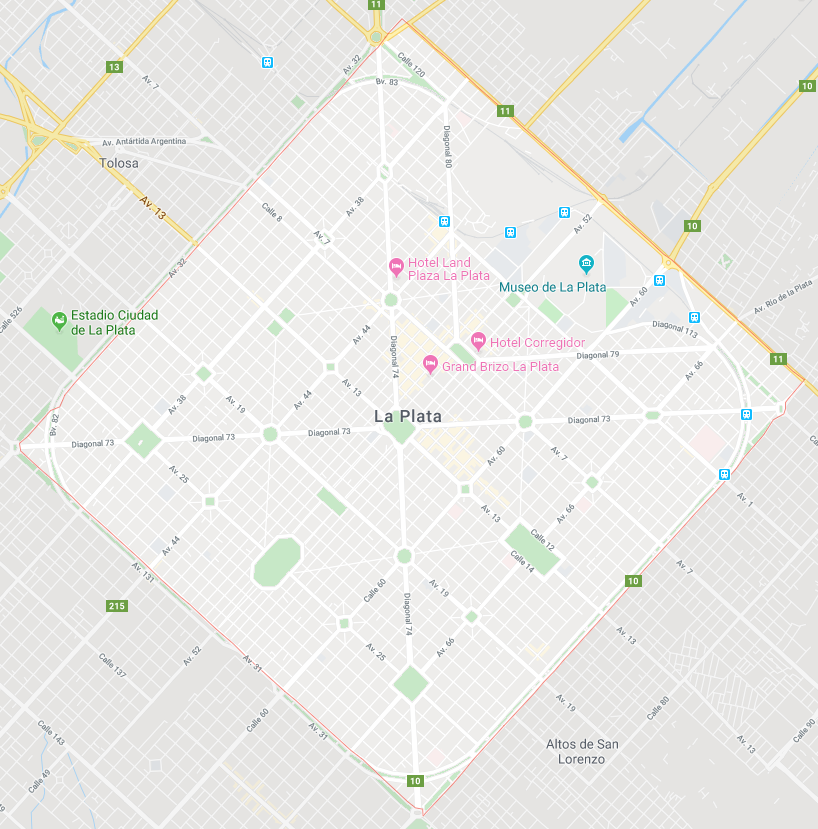 11
Av. 32
Calle 120
13
Av. 7
Bv. 83
10
11
Av. Antártida Argentina
Tolosa
Diagonal 80
Av. 13
Calle 8
Av. 38
Av. 7
Av. 52
10
Av. 32
Hotel Land
Plaza La Plata
Museo de La Plata
Av. 60
Av. Río de la Plata
Calle 526
Estadio Ciudad
de La Plata
Av. 44
Diagonal 74
Diagonal 113
Hotel Corregidor
Diagonal 79
11
Grand Brizo La Plata
Av. 66
Av. 13
Av. 38
Av. 19
Av. 44
La Plata
Bv. 82
Diagonal 73
Diagonal 73
Diagonal 73
Diagonal 73
Av. 60
Av. 7
Av. 25
Av. 1
Av. 13
Av. 66
Av. 44
Calle 12
Calle 14
Av. 131
Av. 7
10
Calle 60
Av. 19
Diagonal 74
215
Av. 13
Av. 66
Av. 25
Av. 52
Av. 31
Calle 137
Av. 19
Calle 80
Calle 60
Av. 31
Calle 143
Altos de San
Lorenzo
Av. 13
Calle 90
Calle 49
Calle 49
10